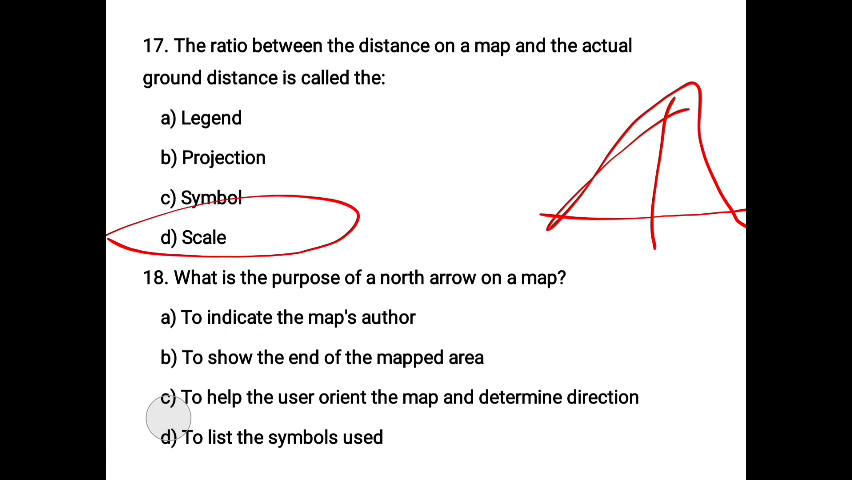 17. The ratio between the distance on a map and the actual
ground distance is called the:
a) Legend
b) Projection
c) Symbol
d) Scale
18. What is the purpose of a north arrow on a map?
a) To indicate the map's author
b) To show the end of the mapped area
c) To help the user orient the map and determine direction
d) To list the symbols used